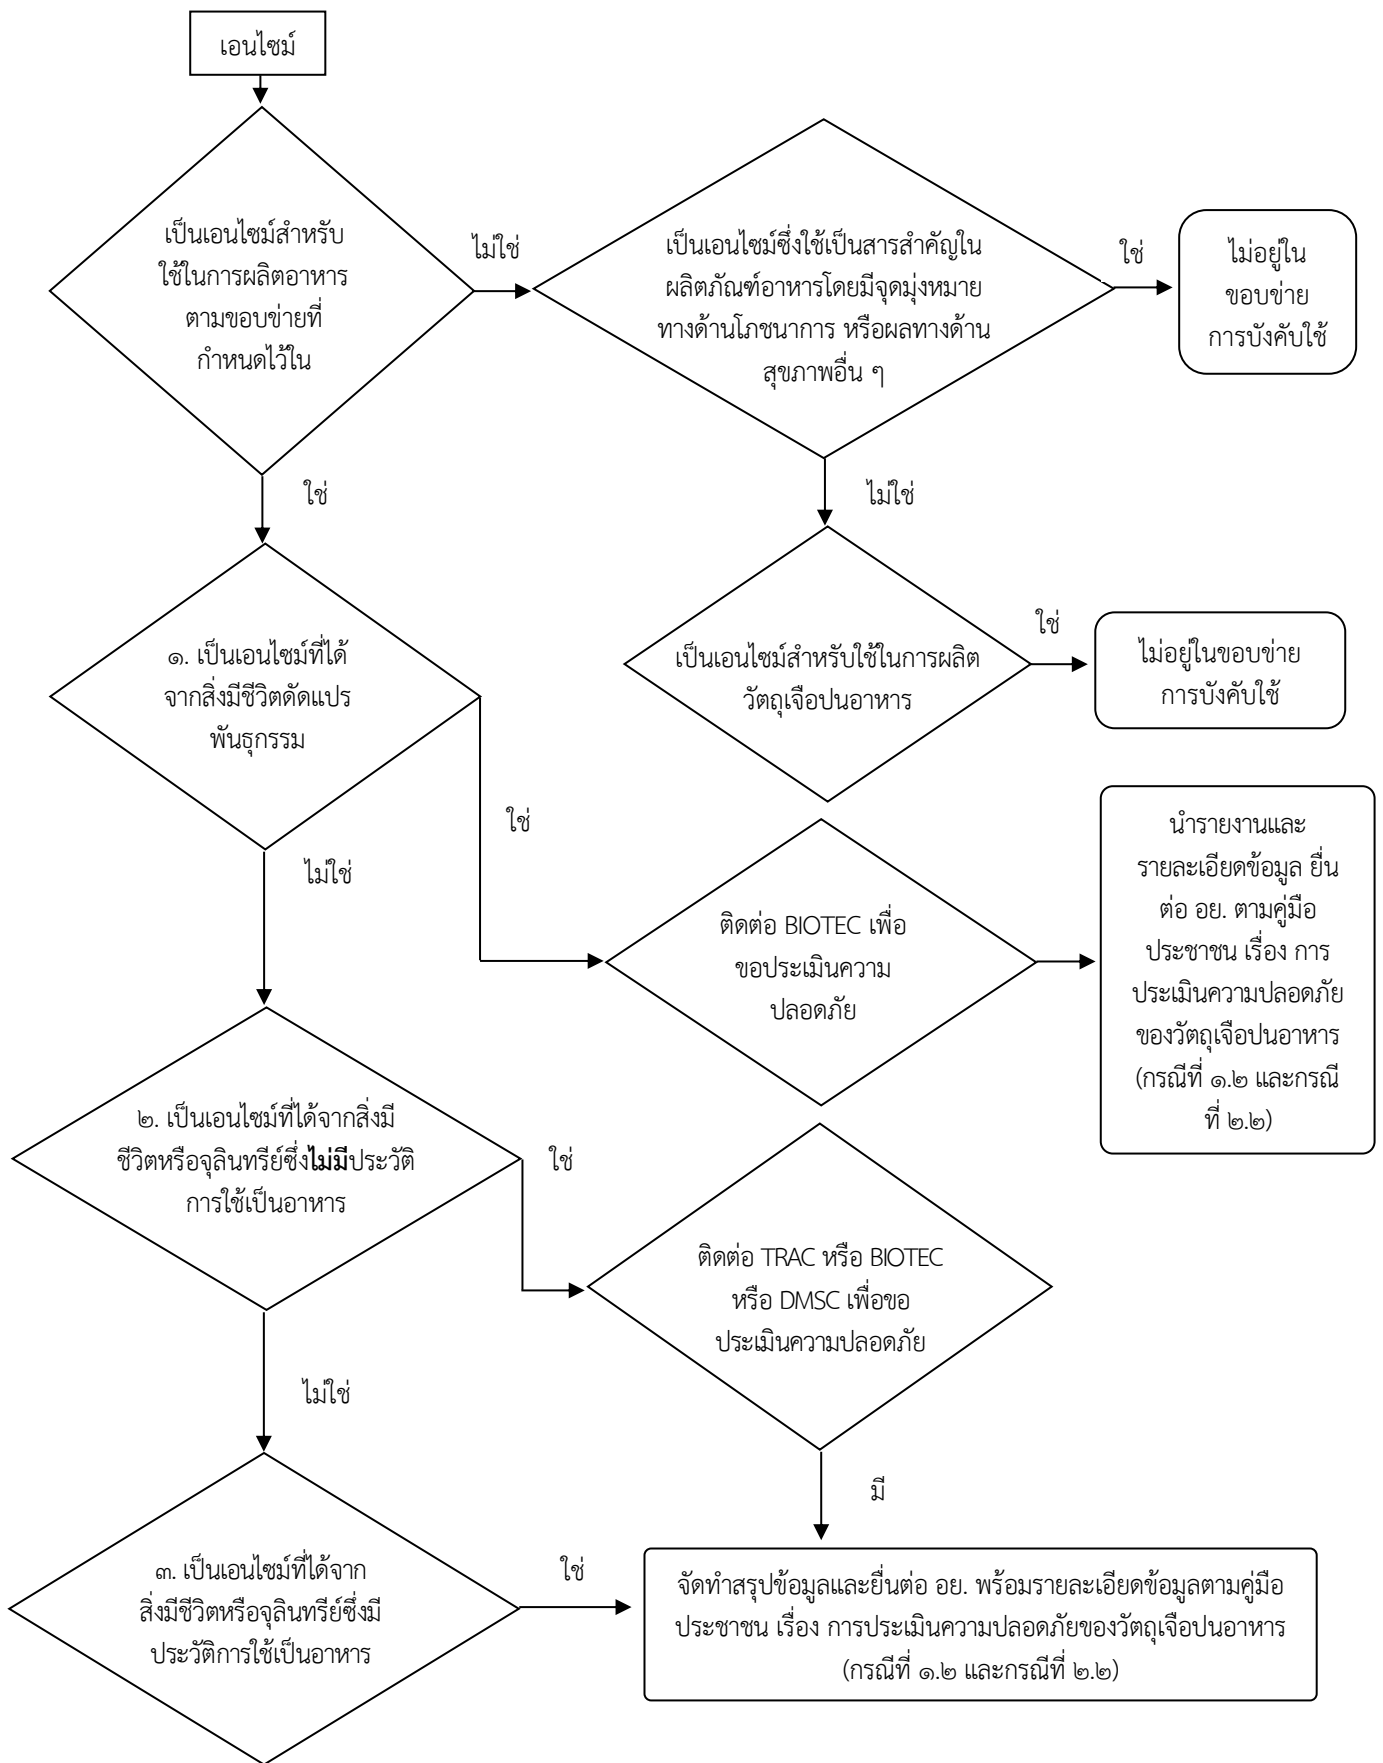 เอนไซม์
เป็นเอนไซม์สำหรับ
ใช้ในการผลิตอาหาร
ตามขอบข่ายที่
กำหนดไว้ใน
ไม่ใช่
เป็นเอนไซม์ซึ่งใช้เป็นสารสำคัญใน
ผลิตภัณฑ์อาหารโดยมีจุดมุ่งหมาย
ทางด้านโภชนาการ หรือผลทางด้าน
สุขภาพอื่น ๆ
ใช่
ไม่อยู่ใน
ขอบข่าย
การบังคับใช้
ใช่
ไม่ใช่
๑. เป็นเอนไซม์ที่ได้
จากสิ่งมีชีวิตดัดแปร
พันธุกรรม
เป็นเอนไซม์สำหรับใช้ในการผลิต
วัตถุเจือปนอาหาร
ใช่
ไม่อยู่ในขอบข่าย
การบังคับใช้
ใช่
ไม่ใช่
ติดต่อ BIOTEC เพื่อ
ขอประเมินความ
ปลอดภัย
นำรายงานและ
รายละเอียดข้อมูล ยื่น
ต่อ อย. ตามคู่มือ
ประชาชน เรื่อง การ
ประเมินความปลอดภัย
ของวัตถุเจือปนอาหาร
(กรณีที่ ๑.๒ และกรณี
ที่ ๒.๒)
๒. เป็นเอนไซม์ที่ได้จากสิ่งมี
ชีวิตหรือจุลินทรีย์ซึ่งไม่มีประวัติ
การใช้เป็นอาหาร
ใช่
ติดต่อ TRAC หรือ BIOTEC
หรือ DMSC เพื่อขอ
ประเมินความปลอดภัย
ไม่ใช่
มี
๓. เป็นเอนไซม์ที่ได้จาก
สิ่งมีชีวิตหรือจุลินทรีย์ซึ่งมี
ประวัติการใช้เป็นอาหาร
ใช่
จัดทำสรุปข้อมูลและยื่นต่อ อย. พร้อมรายละเอียดข้อมูลตามคู่มือ
ประชาชน เรื่อง การประเมินความปลอดภัยของวัตถุเจือปนอาหาร
(กรณีที่ ๑.๒ และกรณีที่ ๒.๒)